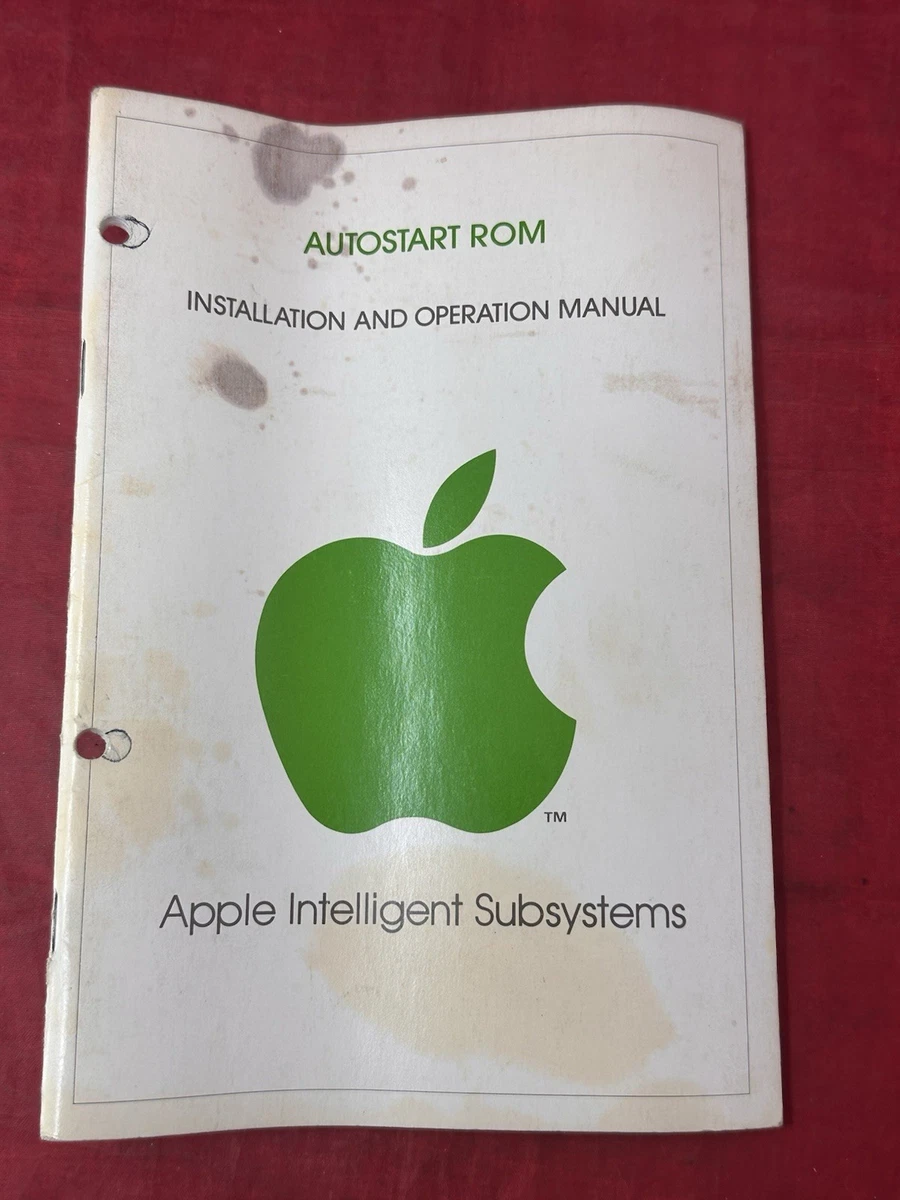 AUTOSTART ROM
INSTALLATION AND OPERATION MANUAL
TM
Apple Intelligent Subsystems